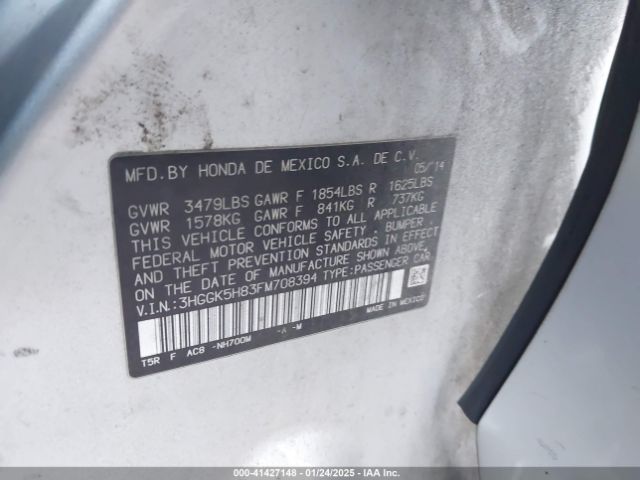 MFD. BY HONDA DE MEXICO S.A. DE C.V.
05/'14
GVWR 3479LBS GAWR F 1854LBS R 1625LBS
GVWR 1578KG GAWR F 841KG R 737KG
THIS VEHICLE CONFORMS TO ALL APPLICABLE
FEDERAL MOTOR VEHICLE SAFETY, BUMPER,
AND THEFT PREVENTION STANDARDS IN EFFECT
ON THE DATE OF MANUFACTURE SHOWN ABOVE.
V.I.N.:3HGGK5H83FM708394 TYPE:PASSENGER CAR
T5R F AC8 -NH700M -A -M
MADE IN MEXICO
00-41427148 - 01/24/2025 - IAA Inc.